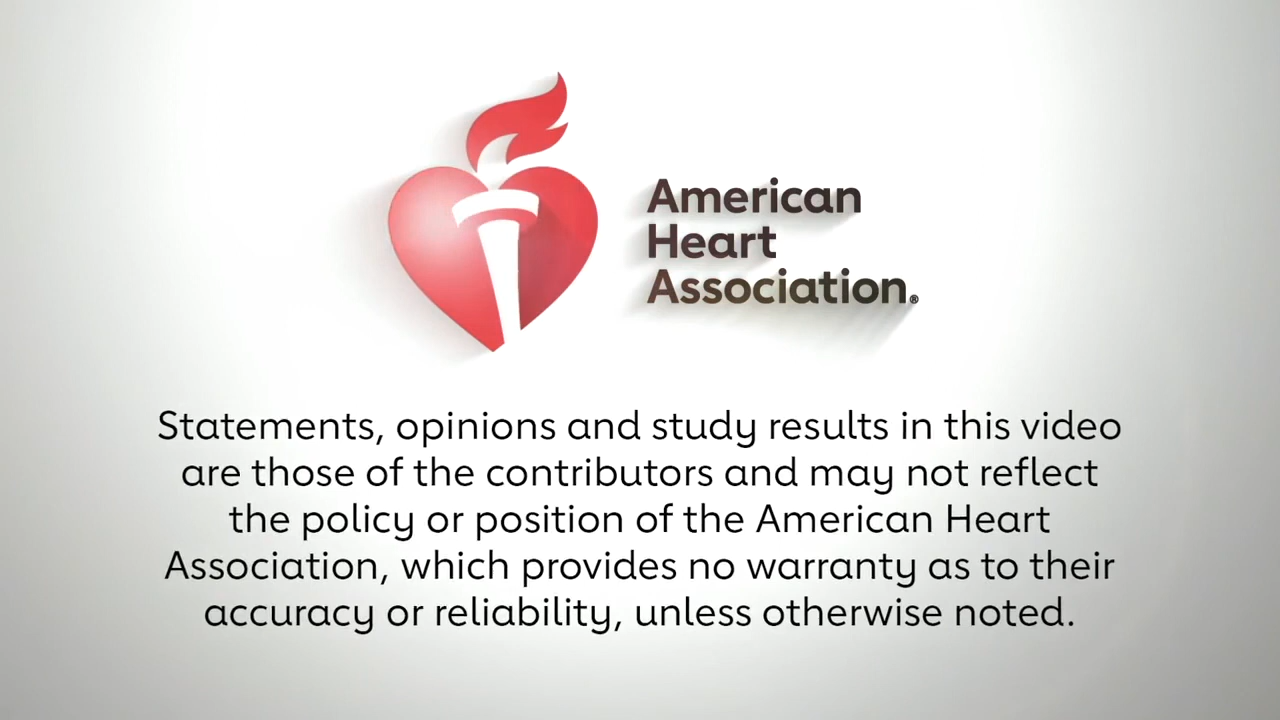 American
Heart
Association®
Statements, opinions and study results in this video
are those of the contributors and may not reflect
the policy or position of the American Heart
Association, which provides no warranty as to their
accuracy or reliability, unless otherwise noted.